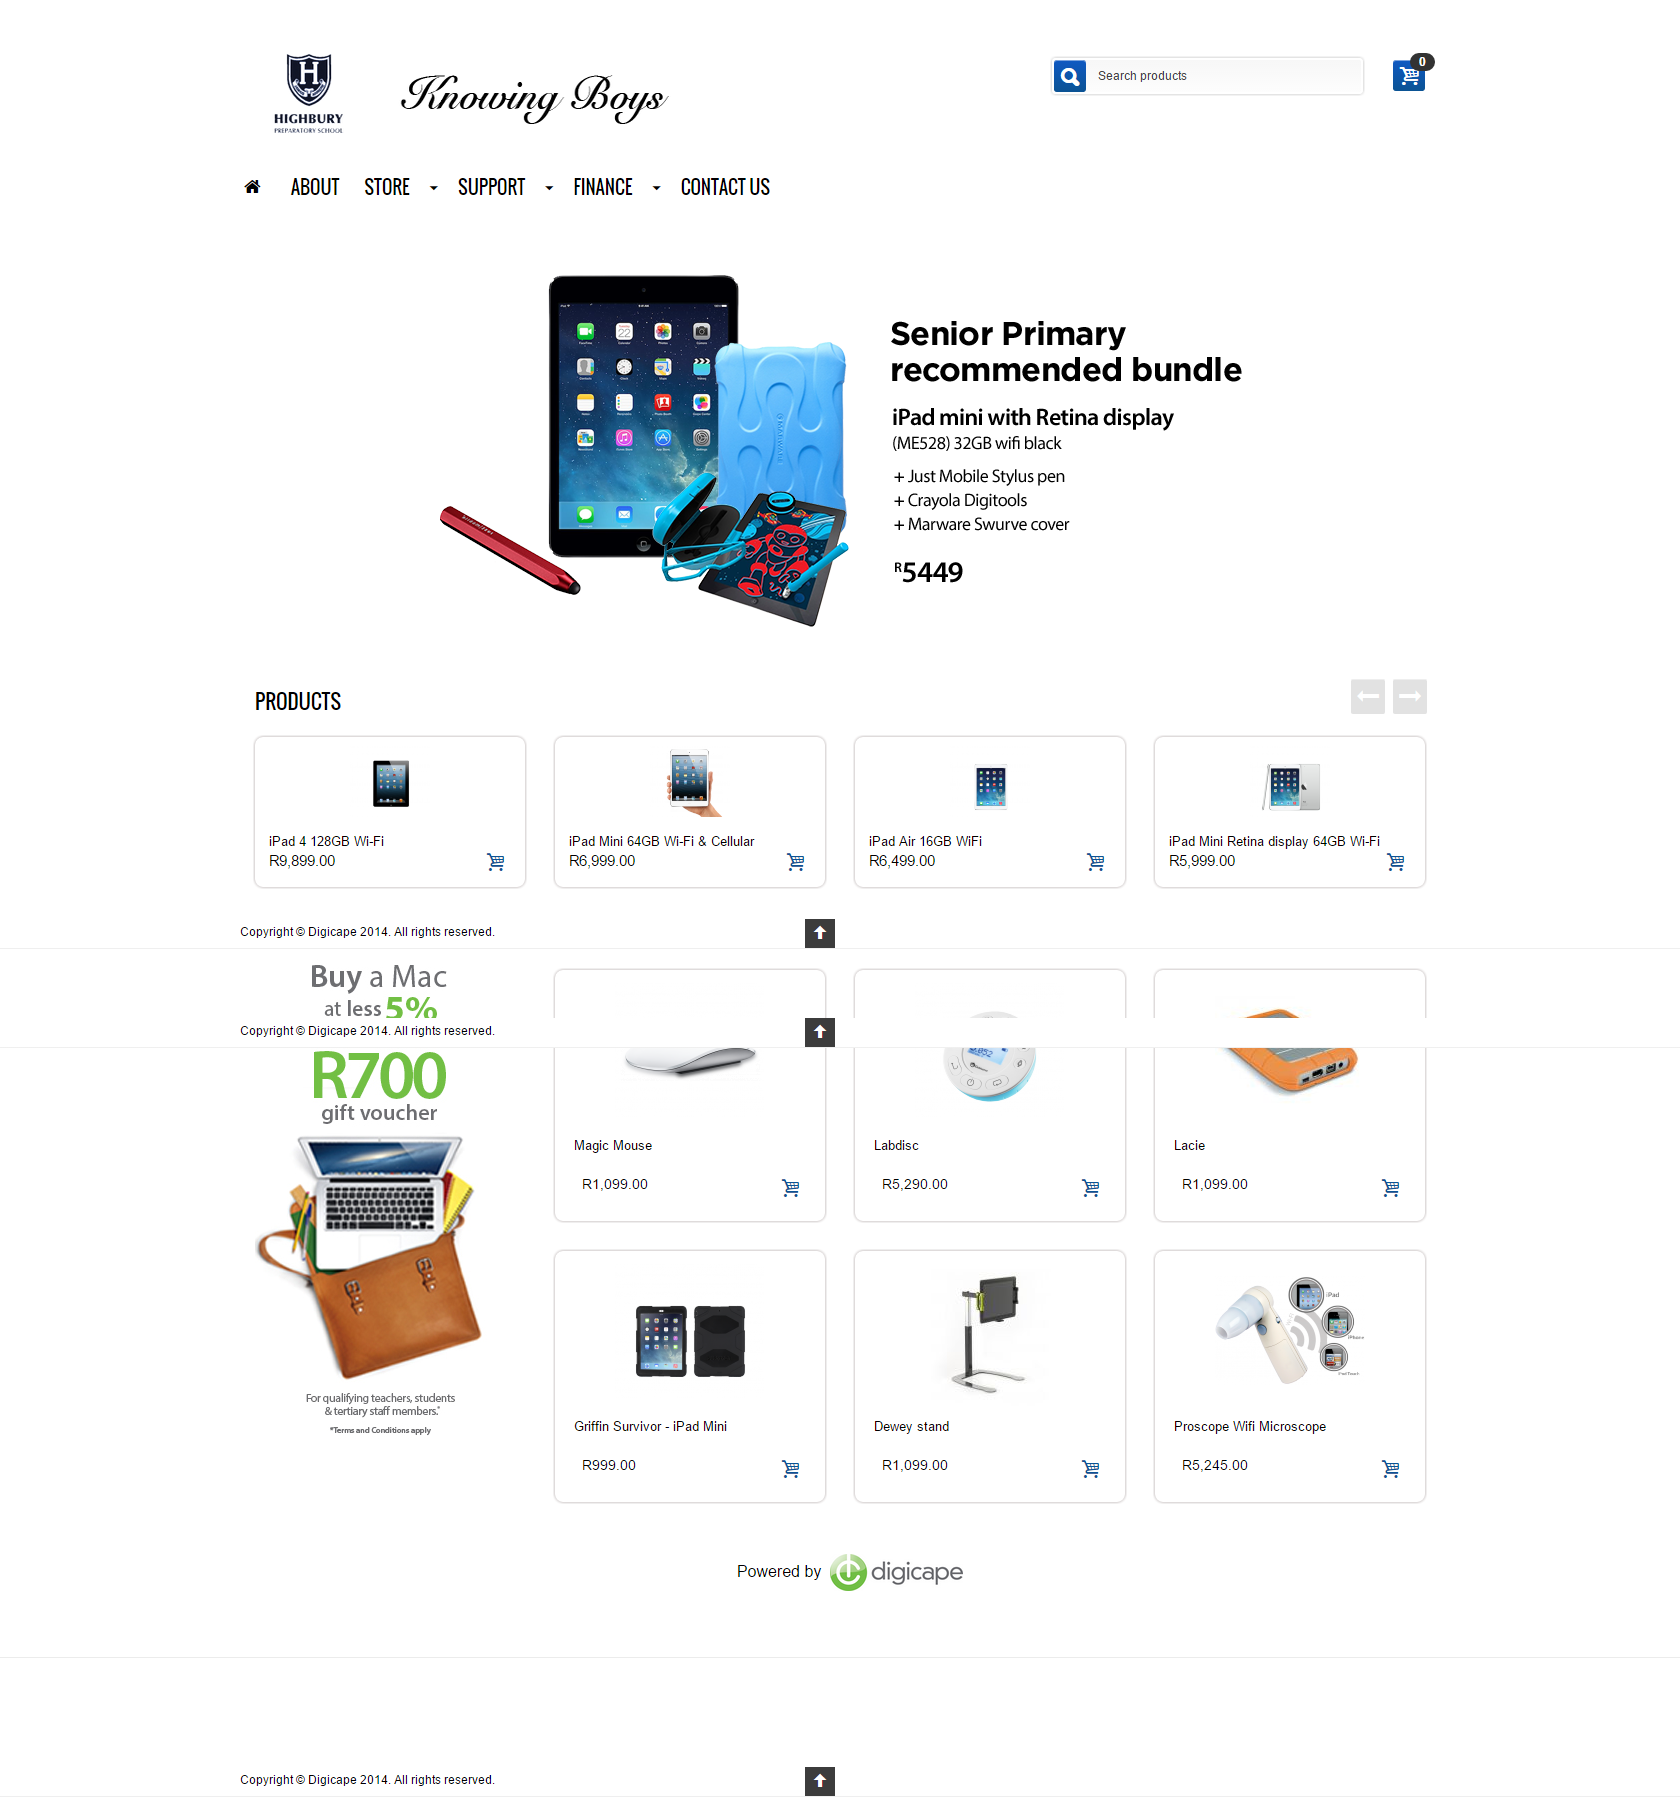 HIGHBURY
PREPARATORY SCHOOL
Knowing Boys
Search products
0
ABOUT
STORE
SUPPORT
FINANCE
CONTACT US
Senior Primary
recommended bundle
iPad mini with Retina display
(ME528) 32GB wifi black
+ Just Mobile Stylus pen
+ Crayola Digitools
+ Marware Swurve cover
R5449
PRODUCTS
iPad 4 128GB Wi-Fi
R9,899.00
iPad Mini 64GB Wi-Fi & Cellular
R6,999.00
iPad Air 16GB WiFi
R6,499.00
iPad Mini Retina display 64GB Wi-Fi
R5,999.00
Copyright © Digicape 2014. All rights reserved.
Buy a Mac
at less 5%
Copyright © Digicape 2014. All rights reserved.
R700
gift voucher
For qualifying teachers, students
& tertiary staff members.*
*Terms and Conditions apply
Magic Mouse
R1,099.00
Labdisc
R5,290.00
Lacie
R1,099.00
Griffin Survivor - iPad Mini
R999.00
Dewey stand
R1,099.00
iPad
iPhone
iPod Touch
Proscope Wifi Microscope
R5,245.00
Powered by digicape
Copyright © Digicape 2014. All rights reserved.